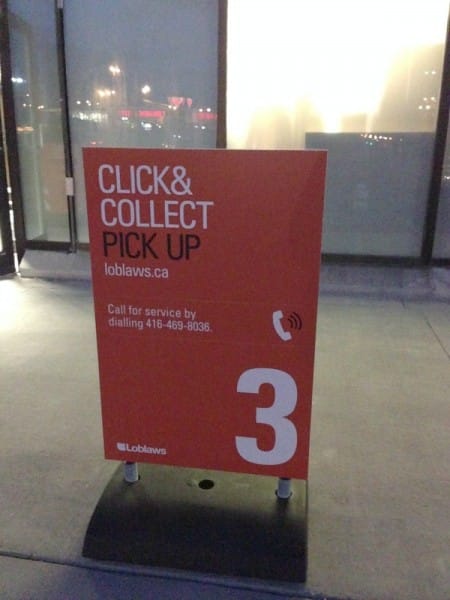 CLICK&
COLLECT
PICK UP
loblaws.ca
Call for service by
dialling 416-469-8036.
3
Loblaws